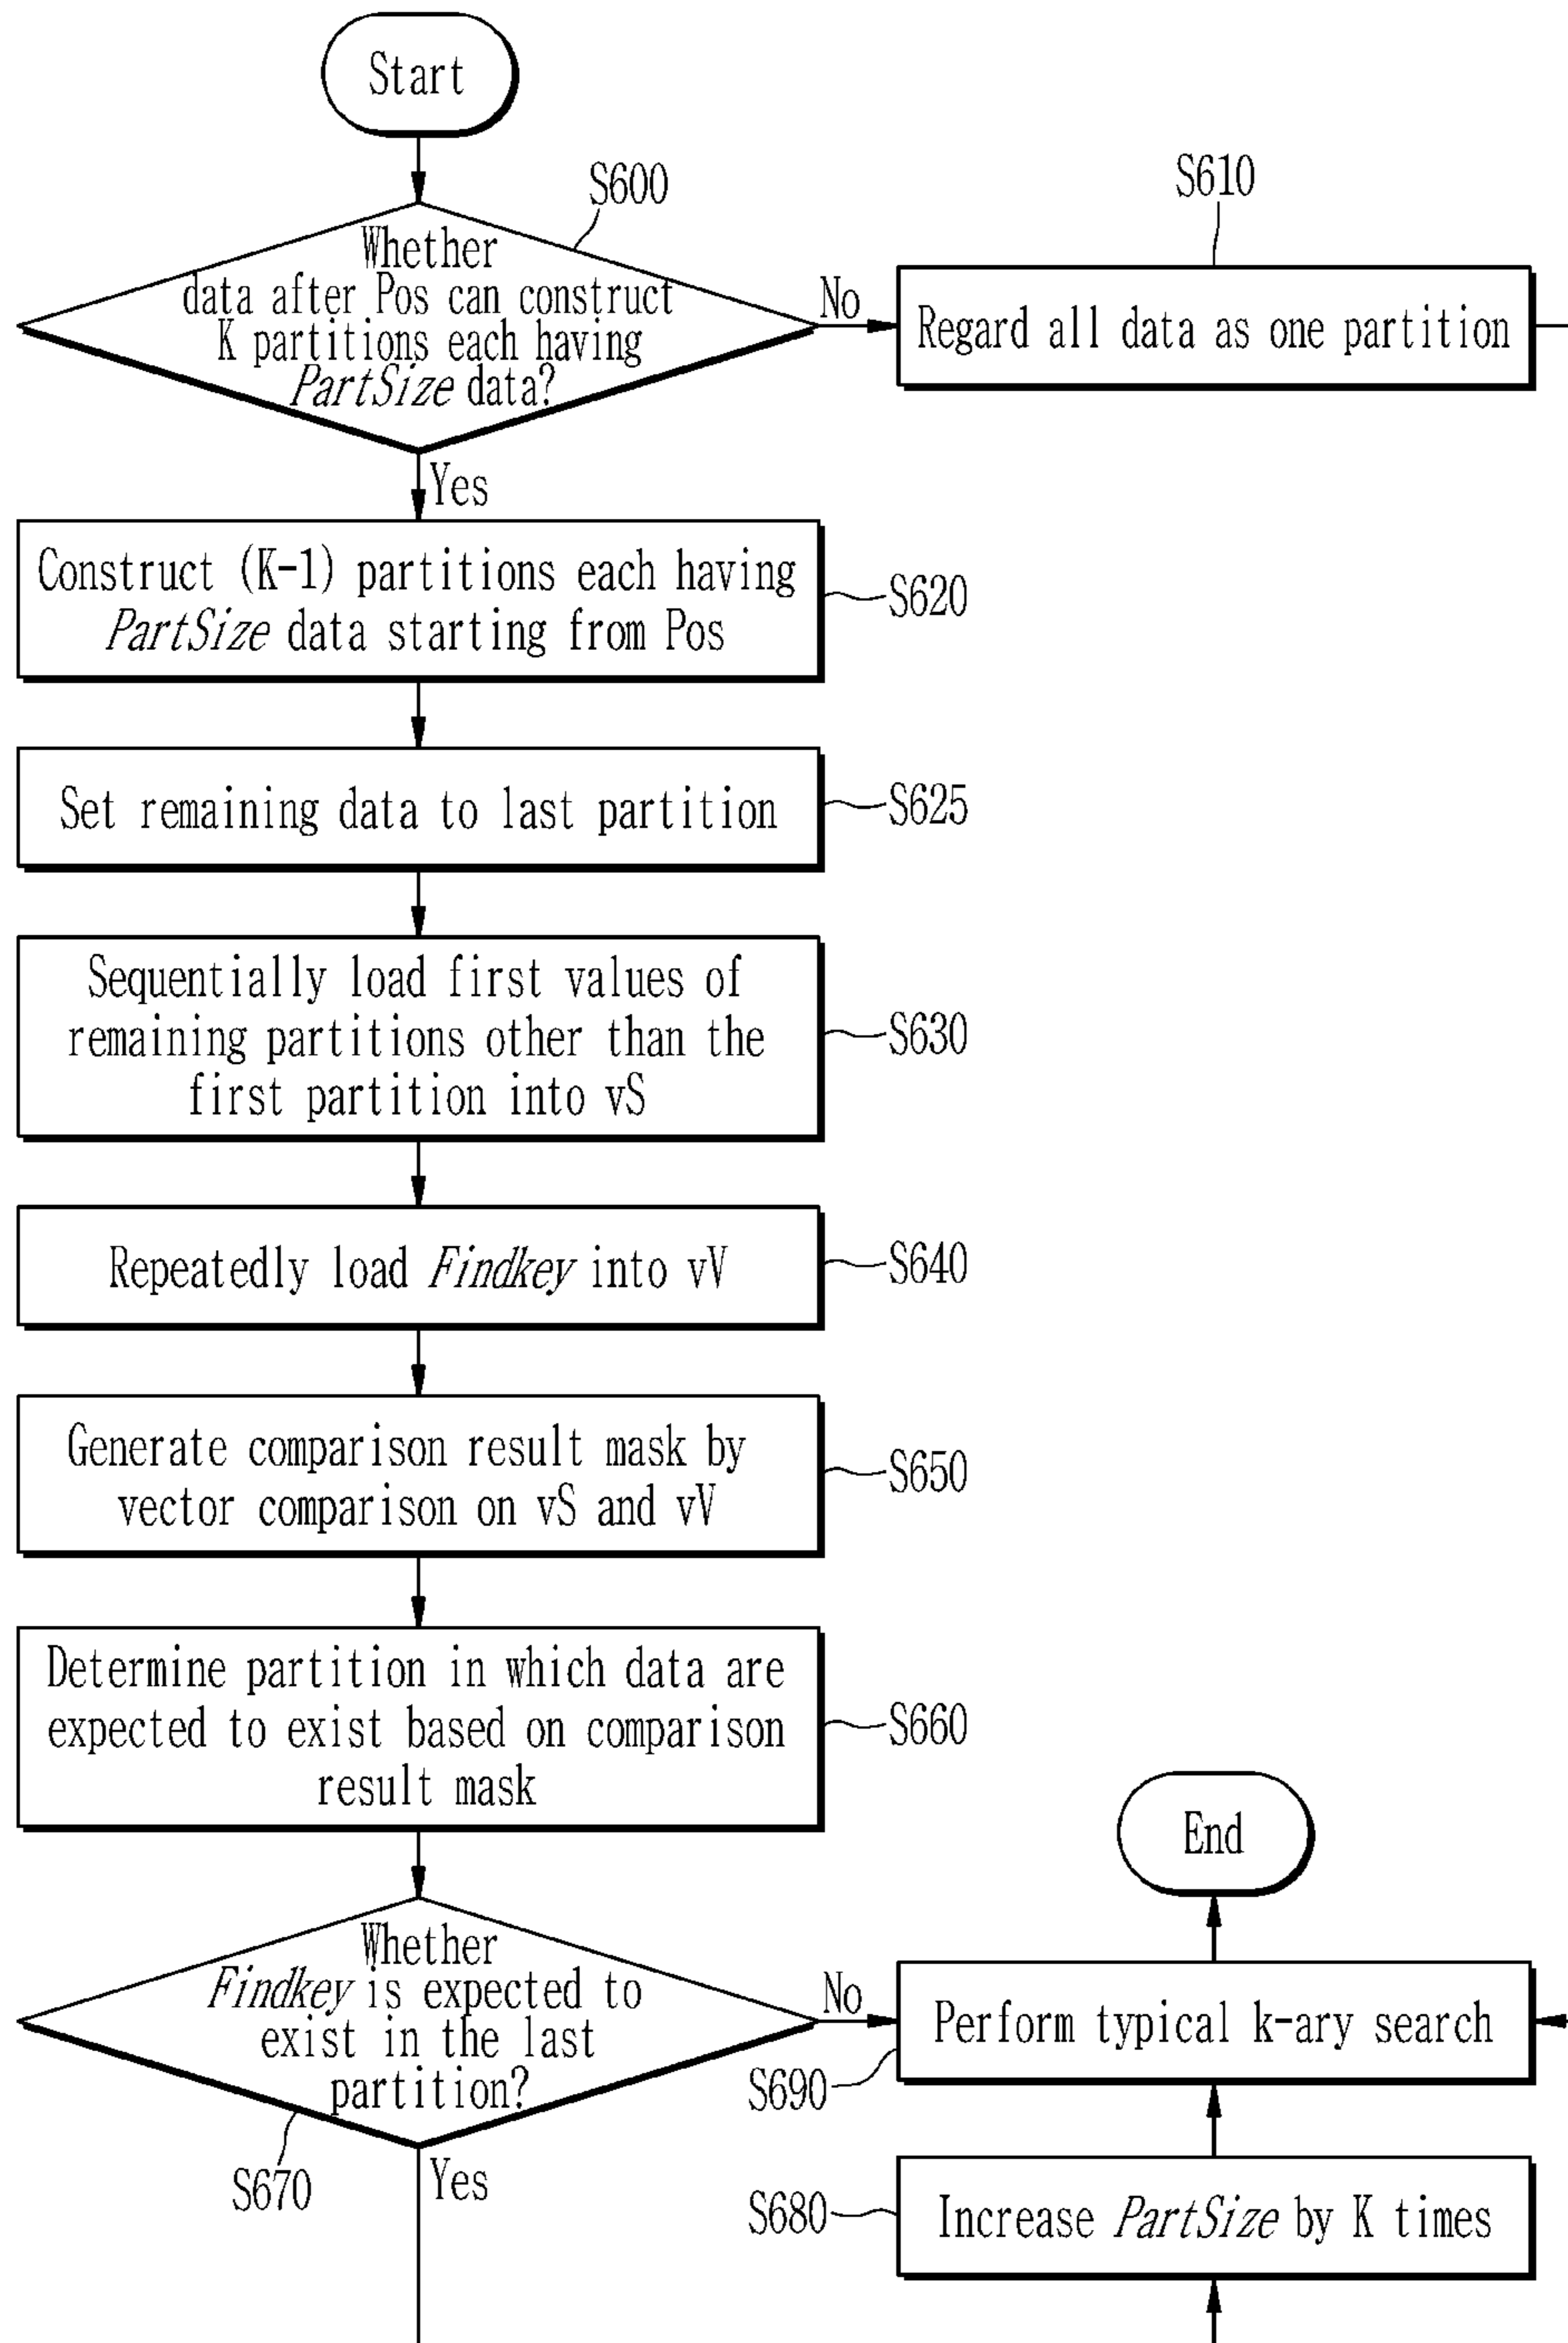 Start
S600
Whether
data after Pos can construct
K partitions each having
PartSize data?
No
S610
Regard all data as one partition
Yes
Construct (K-1) partitions each having
PartSize data starting from Pos
S620
Set remaining data to last partition
S625
Sequentially load first values of
remaining partitions other than the
first partition into vS
S630
Repeatedly load Findkey into vV
S640
Generate comparison result mask by
vector comparison on vS and vV
S650
Determine partition in which data are
expected to exist based on comparison
result mask
S660
Whether
Findkey is expected to
exist in the last
partition?
S670
No
Yes
End
Perform typical k-ary search
S690
Increase PartSize by K times
S680